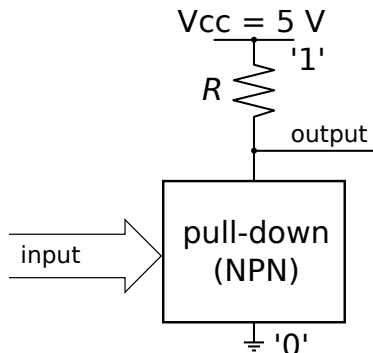 Vcc = 5 V
'1'
R
output
input
pull-down
(NPN)
'0'